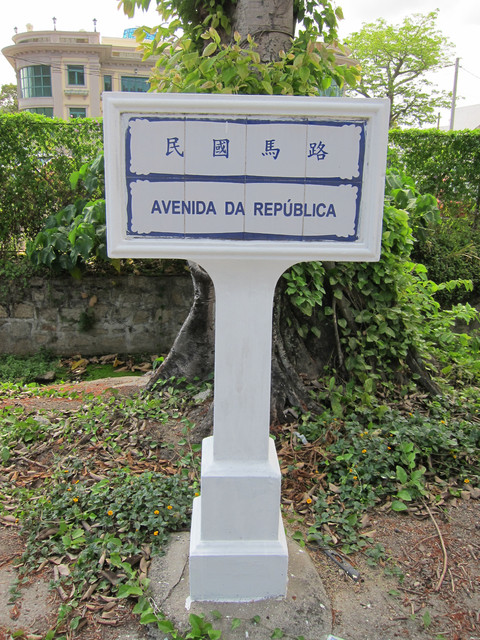 民國馬路
AVENIDA DA REPÚBLICA